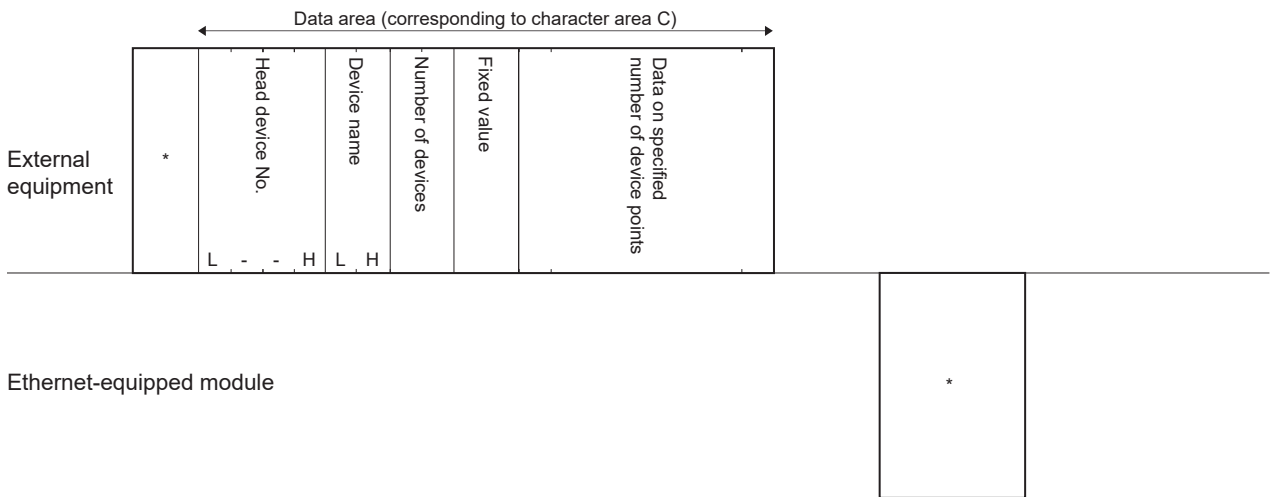 Data area (corresponding to character area C)
External
equipment
*
Head device No.
L - - H
Device name
L H
Number of devices
Fixed value
Data on specified
number of device points
Ethernet-equipped module
*